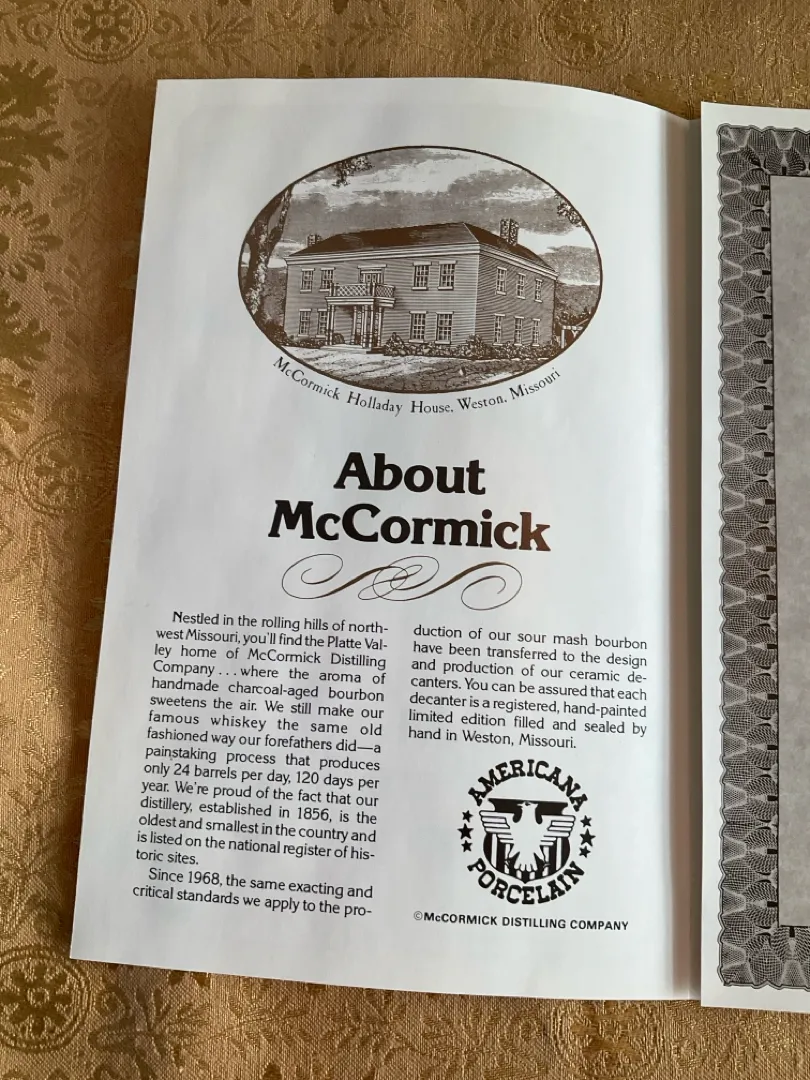 McCormick Holladay House, Weston, Missouri
About
McCormick
Nestled in the rolling hills of north-
west Missouri, you'll find the Platte Val-
ley home of McCormick Distilling
Company . . . where the aroma of
handmade charcoal-aged bourbon
sweetens the air. We still make our
famous whiskey the same old
fashioned way our forefathers did—a
painstaking process that produces
only 24 barrels per day, 120 days per
year. We're proud of the fact that our
distillery, established in 1856, is the
oldest and smallest in the country and
is listed on the national register of his-
toric sites.
Since 1968, the same exacting and
critical standards we apply to the pro-
duction of our sour mash bourbon
have been transferred to the design
and production of our ceramic de-
canters. You can be assured that each
decanter is a registered, hand-painted
limited edition filled and sealed by
hand in Weston, Missouri.
AMERICANA
PORCELAIN
©McCORMICK DISTILLING COMPANY